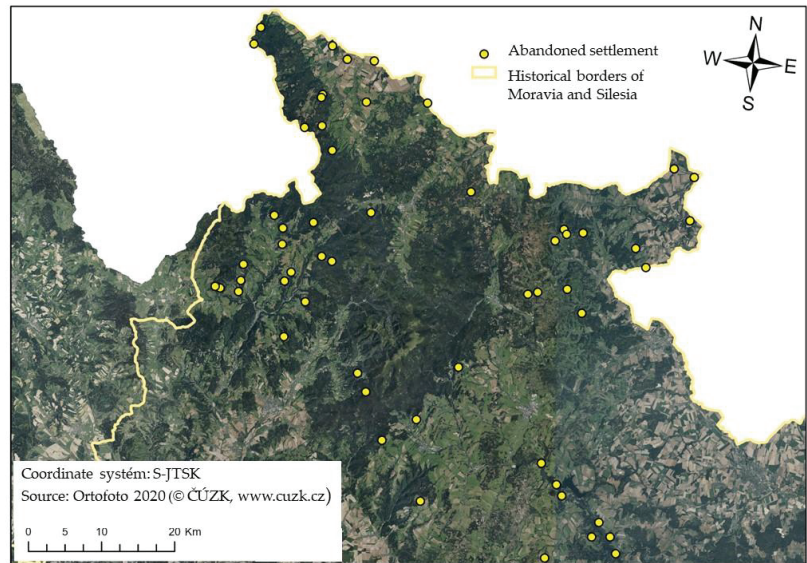 Abandoned settlement
Historical borders of
Moravia and Silesia
N
W E
S
Coordinate systém: S-JTSK
Source: Ortofoto 2020 (© ČÚZK, www.cuzk.cz)
0 5 10 20 Km